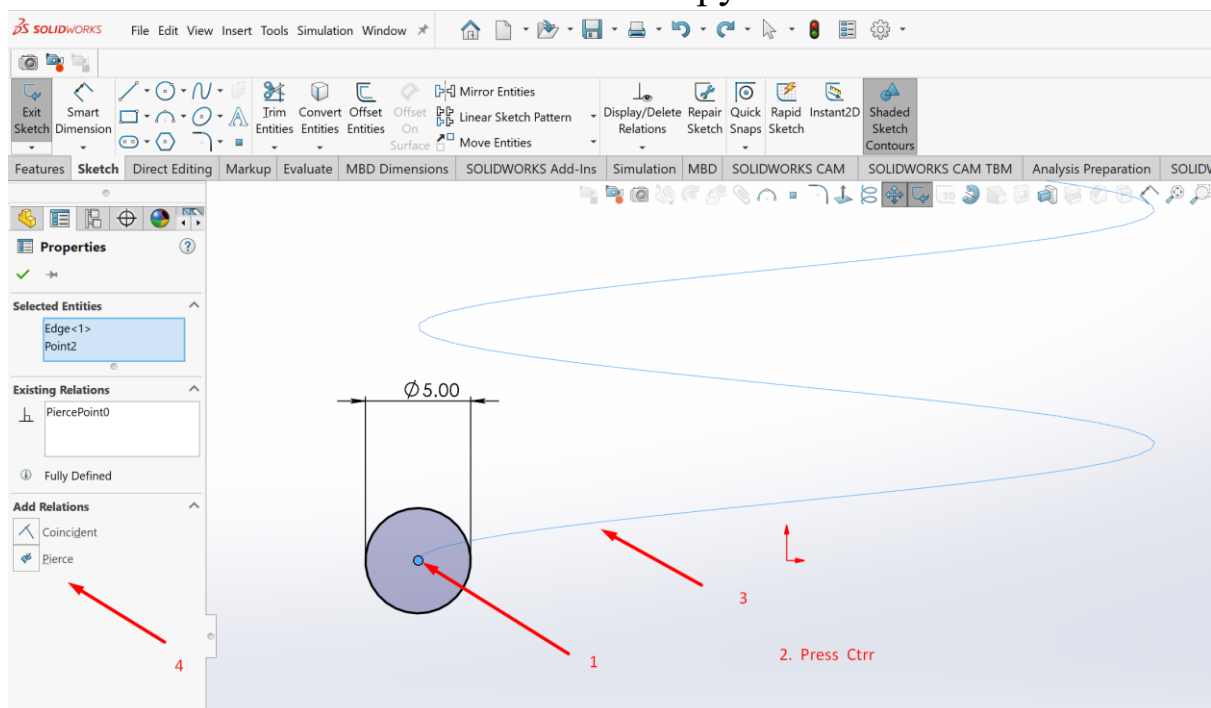 ру
SOLIDWORKS File Edit View Insert Tools Simulation Window
Exit Sketch
Smart Dimension
Trim Entities
Convert Entities
Offset Entities
Offset On Surface
Mirror Entities
Linear Sketch Pattern
Move Entities
Display/Delete Relations
Repair Sketch
Quick Snaps
Rapid Sketch
Instant2D
Shaded Sketch Contours
Features Sketch Direct Editing Markup Evaluate MBD Dimensions SOLIDWORKS Add-Ins Simulation MBD SOLIDWORKS CAM SOLIDWORKS CAM TBM Analysis Preparation SOLIDW
3D
Properties
Selected Entities
Edge<1>
Point2
Existing Relations
PiercePoint0
Fully Defined
Add Relations
Coincident
Pierce
Ø5.00
1
2. Press Ctrr
3
4